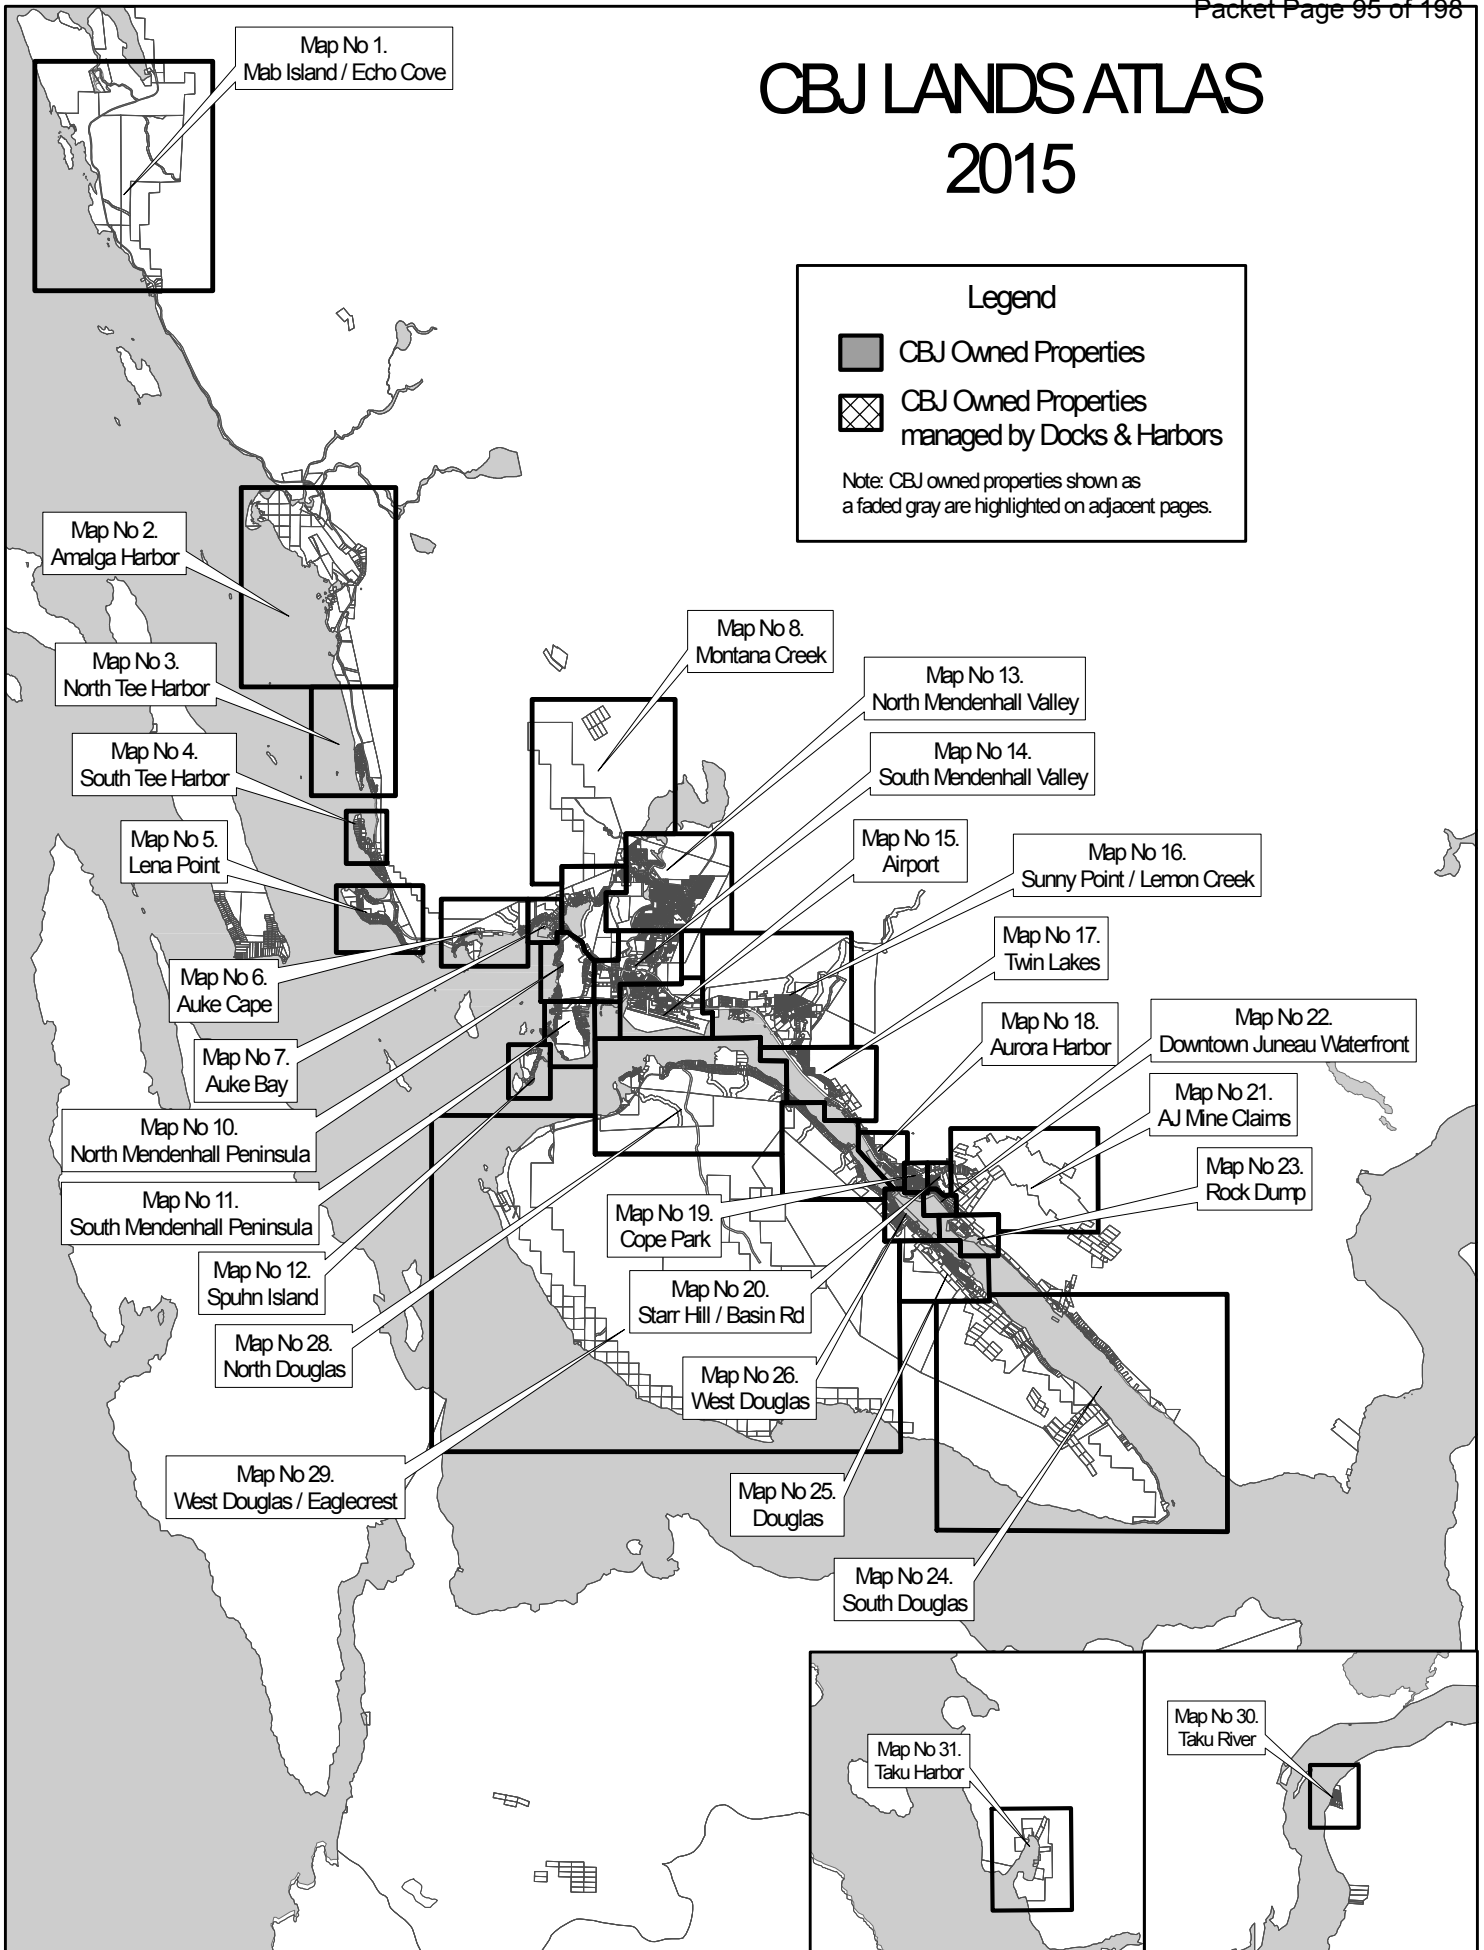 Packet Page 95 of 198
CBJ LANDS ATLAS
2015
Legend
CBJ Owned Properties
CBJ Owned Properties
managed by Docks & Harbors
Note: CBJ owned properties shown as
a faded gray are highlighted on adjacent pages.
Map No 1.
Mab Island / Echo Cove
Map No 2.
Amalga Harbor
Map No 3.
North Tee Harbor
Map No 4.
South Tee Harbor
Map No 5.
Lena Point
Map No 6.
Auke Cape
Map No 7.
Auke Bay
Map No 8.
Montana Creek
Map No 10.
North Mendenhall Peninsula
Map No 11.
South Mendenhall Peninsula
Map No 12.
Spuhn Island
Map No 13.
North Mendenhall Valley
Map No 14.
South Mendenhall Valley
Map No 15.
Airport
Map No 16.
Sunny Point / Lemon Creek
Map No 17.
Twin Lakes
Map No 18.
Aurora Harbor
Map No 22.
Downtown Juneau Waterfront
Map No 21.
AJ Mine Claims
Map No 23.
Rock Dump
Map No 19.
Cope Park
Map No 20.
Starr Hill / Basin Rd
Map No 28.
North Douglas
Map No 26.
West Douglas
Map No 29.
West Douglas / Eaglecrest
Map No 25.
Douglas
Map No 24.
South Douglas
Map No 31.
Taku Harbor
Map No 30.
Taku River